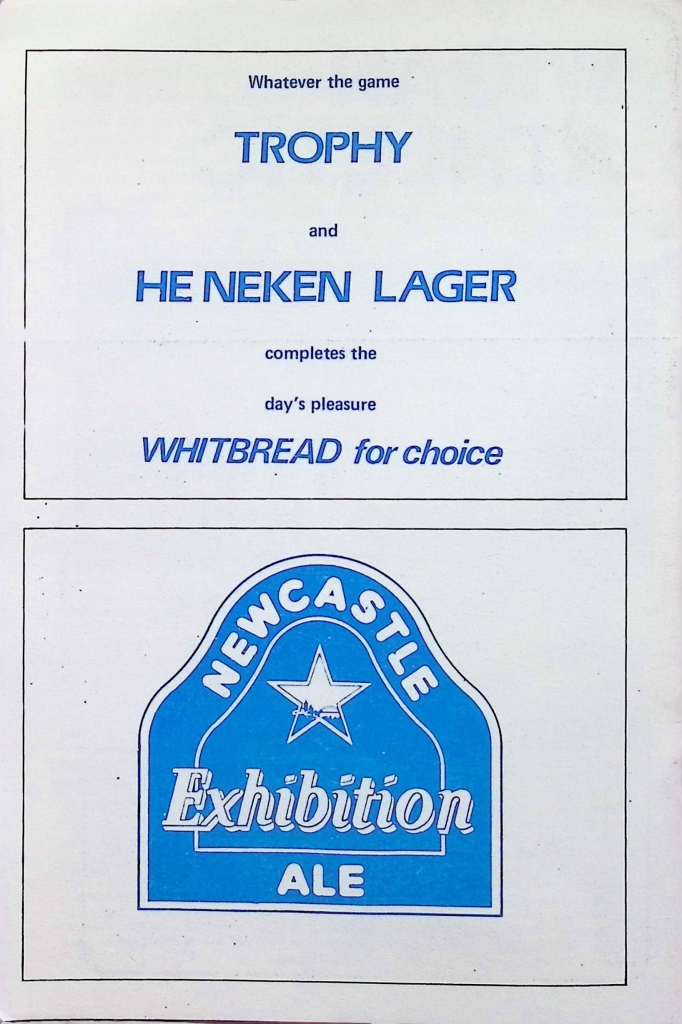 Whatever the game
TROPHY
and
HE NEKEN LAGER
completes the
day's pleasure
WHITBREAD for choice
NEWCASTLE
Exhibition
ALE